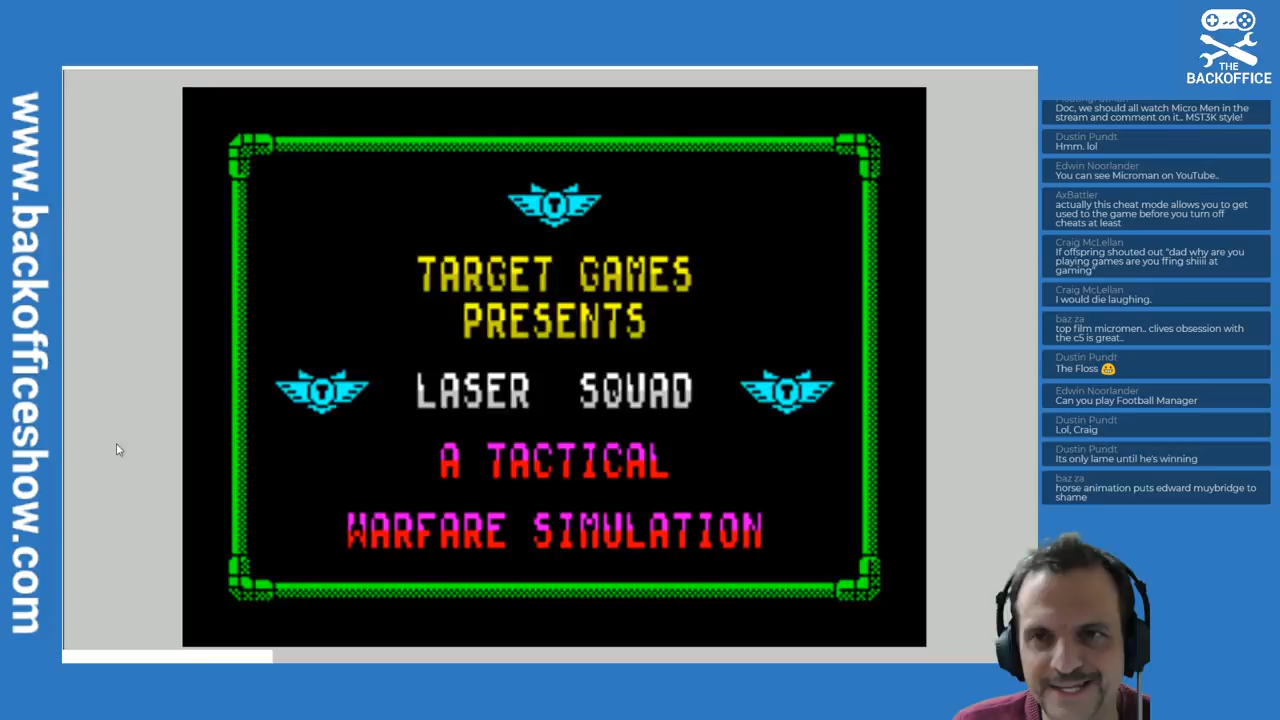 www.backofficeshow.com
TARGET GAMES
PRESENTS
LASER SQUAD
A TACTICAL
WARFARE SIMULATION
THE
BACKOFFICE
Doc, we should all watch Micro Men in the
stream and comment on it.. MST3K style!
Dustin Pundt
Hmm. lol
Edwin Noorlander
You can see Microman on YouTube..
AxBattler
actually this cheat mode allows you to get
used to the game before you turn off
cheats at least
Craig McLellan
If offspring shouted out "dad why are you
playing games are you ffing shiiii at
gaming"
Craig McLellan
I would die laughing.
baz za
top film micromen.. clives obsession with
the c5 is great..
Dustin Pundt
The Floss
Edwin Noorlander
Can you play Football Manager
Dustin Pundt
Lol, Craig
Dustin Pundt
Its only lame until he's winning
baz za
horse animation puts edward muybridge to
shame